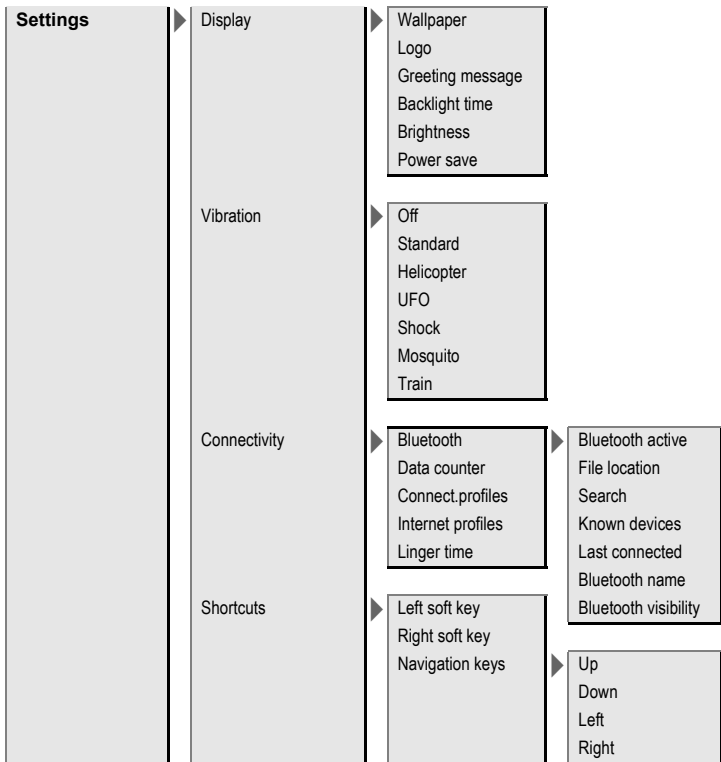 Settings
Display
Wallpaper
Logo
Greeting message
Backlight time
Brightness
Power save
Vibration
Off
Standard
Helicopter
UFO
Shock
Mosquito
Train
Connectivity
Bluetooth
Data counter
Connect.profiles
Internet profiles
Linger time
Bluetooth active
File location
Search
Known devices
Last connected
Bluetooth name
Bluetooth visibility
Shortcuts
Left soft key
Right soft key
Navigation keys
Up
Down
Left
Right